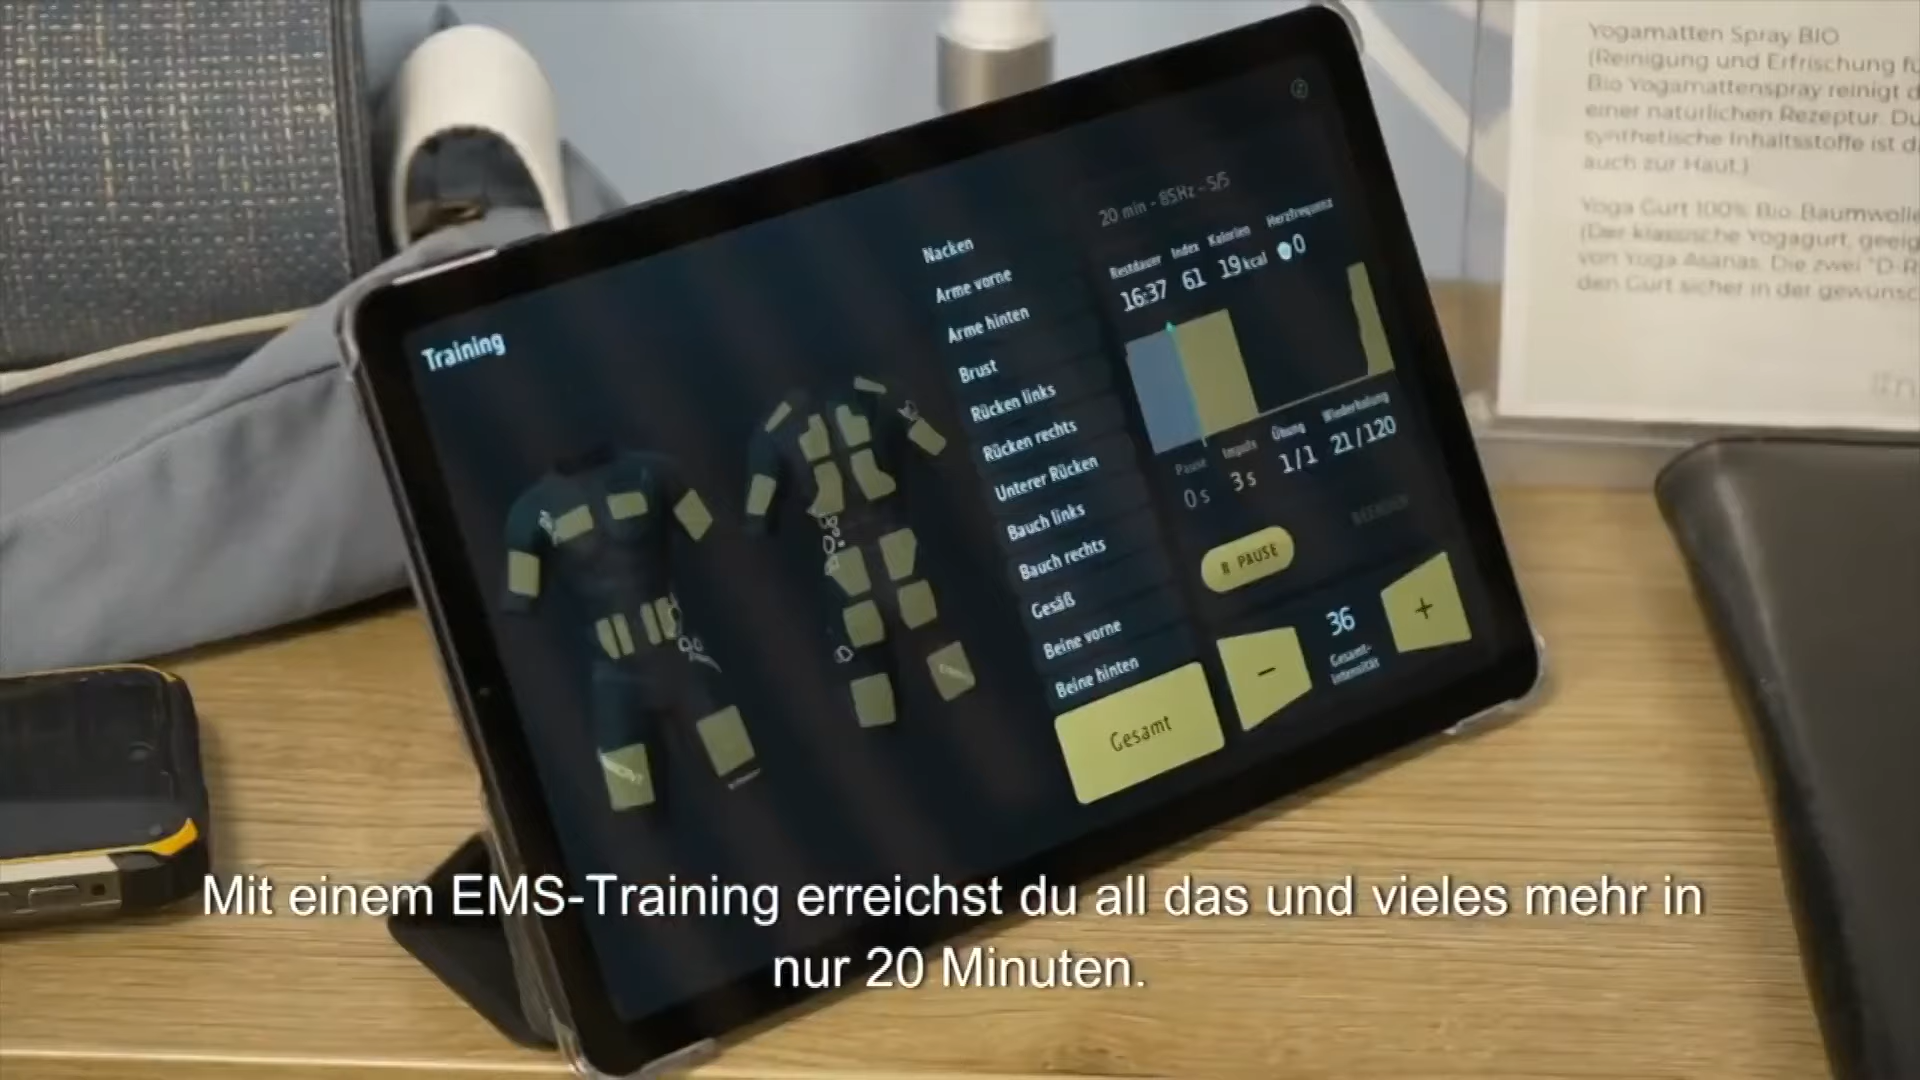 Yogamatten Spray BIO
(Reinigung und Erfrischung fü
Bio Yogamattenspray reinigt d
einer natürlichen Rezeptur. Du
synthetische Inhaltsstoffe ist d
auch zur Haut.)
Yoga Gurt 100% Bio Baumwolle
(Der klassische Yogagurt, geeig
von Yoga Asanas. Die zwei "D-R
den Gurt sicher in der gewünsc
Training
Nacken
Arme vorne
Arme hinten
Brust
Rücken links
Rücken rechts
Unterer Rücken
Bauch links
Bauch rechts
Gesäß
Beine vorne
Beine hinten
Gesamt
20 min - 85Hz - 5/5
Restdauer Index Kalorien Herzfrequenz
16:37 61 19 kcal 0
Pause Impuls Übung Wiederholung
0 s 3 s 1/1 21/120
PAUSE
BEENDEN
- 36 +
Gesamt-
intensität
Mit einem EMS-Training erreichst du all das und vieles mehr in
nur 20 Minuten.